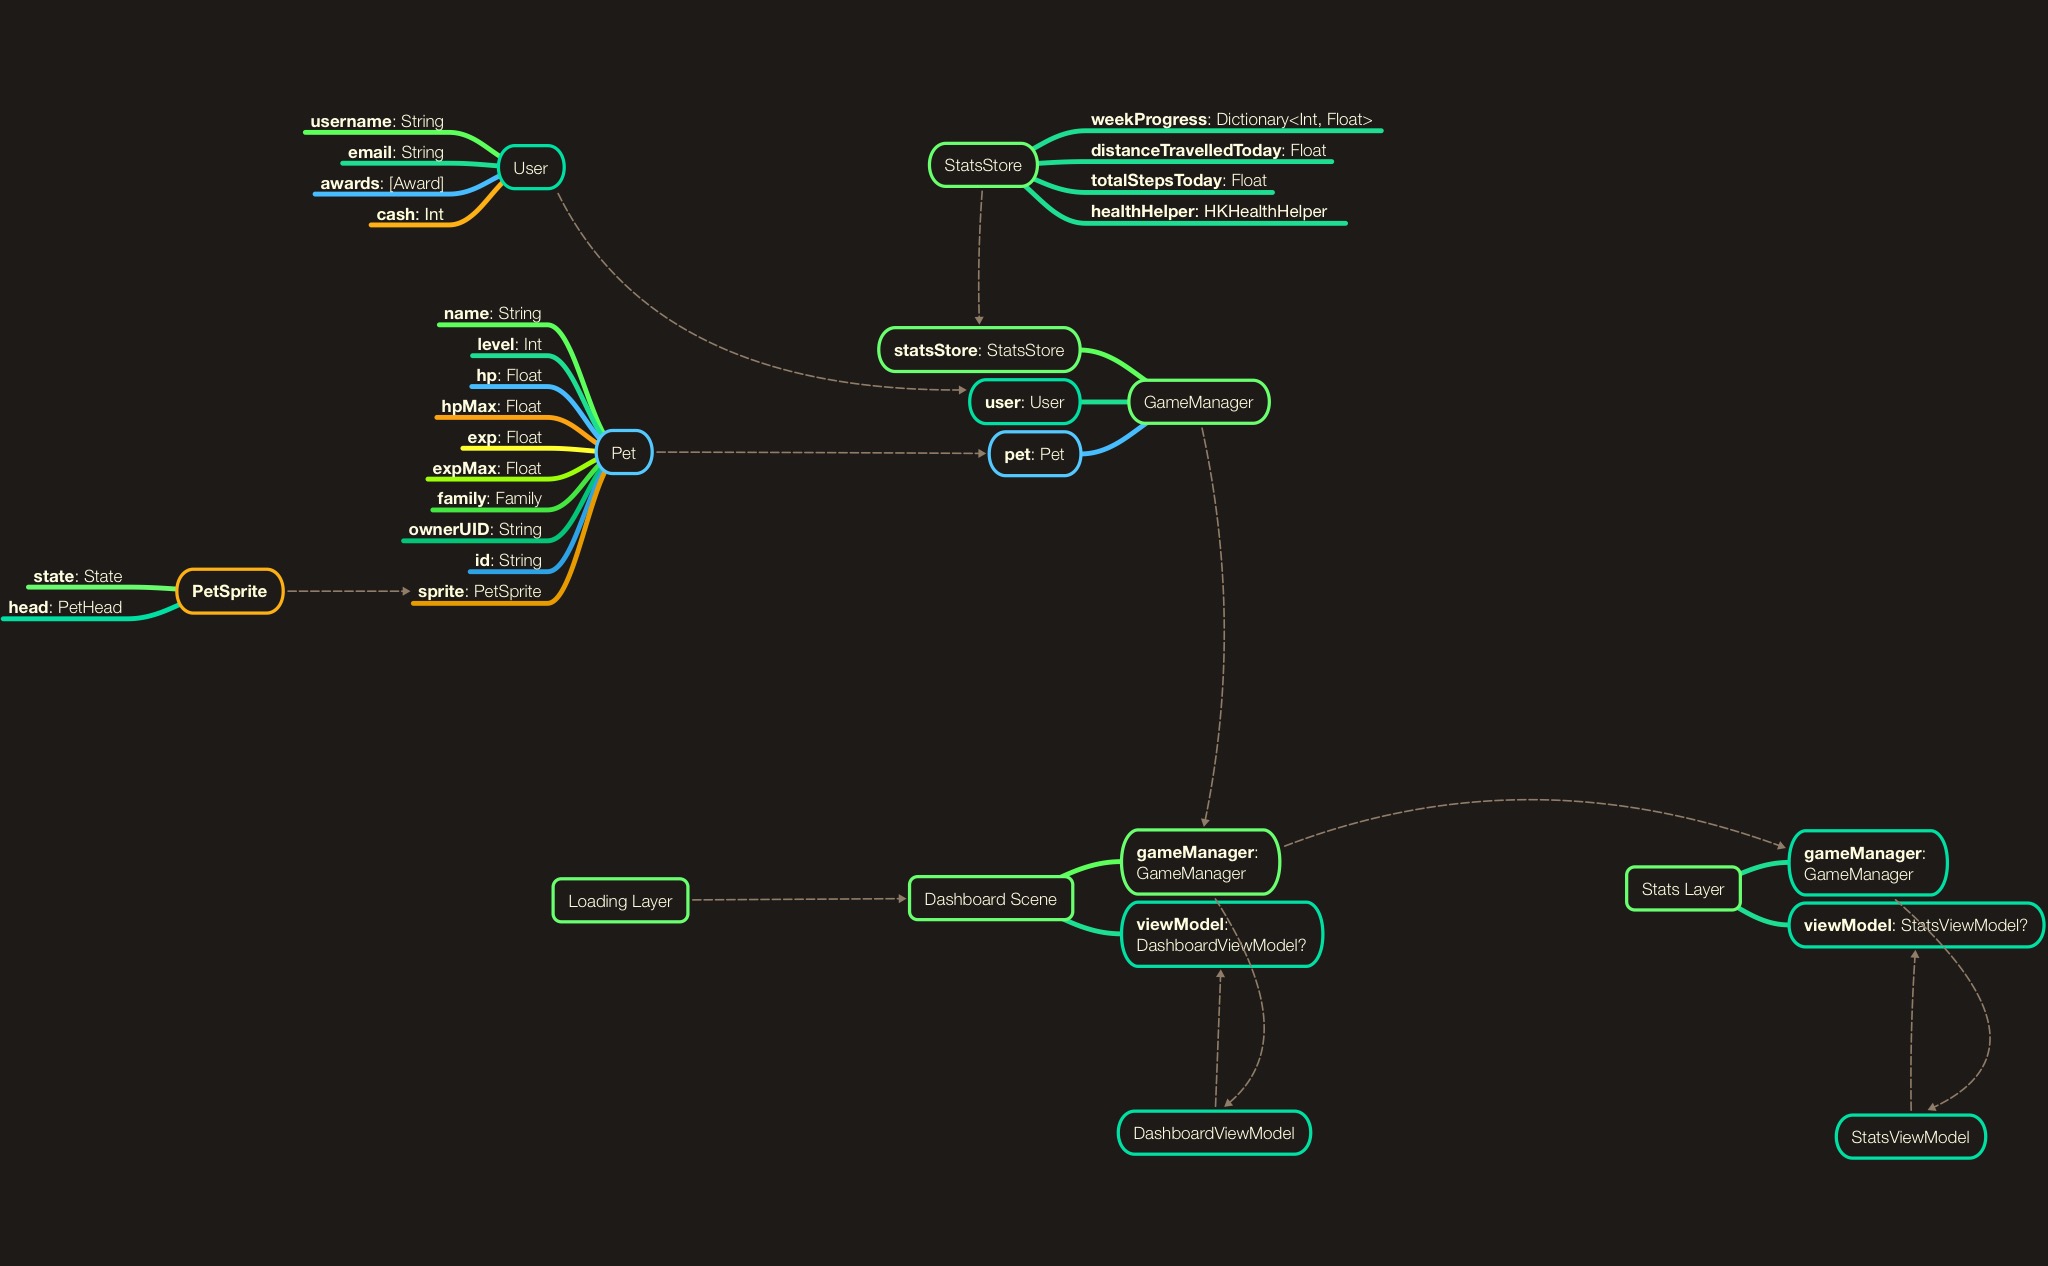 username: String
email: String
awards: [Award]
cash: Int
User
StatsStore
weekProgress: Dictionary<Int, Float>
distanceTravelledToday: Float
totalStepsToday: Float
healthHelper: HKHealthHelper
name: String
level: Int
hp: Float
hpMax: Float
exp: Float
expMax: Float
family: Family
ownerUID: String
id: String
sprite: PetSprite
Pet
state: State
head: PetHead
PetSprite
statsStore: StatsStore
user: User
pet: Pet
GameManager
Loading Layer
Dashboard Scene
gameManager:
GameManager
viewModel:
DashboardViewModel?
DashboardViewModel
Stats Layer
gameManager:
GameManager
viewModel: StatsViewModel?
StatsViewModel